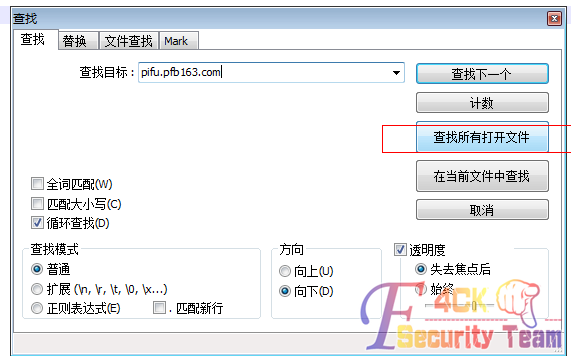 查找
查找 替换 文件查找 Mark
查找目标： pifu.pfb163.com
查找下一个
计数
查找所有打开文件
在当前文件中查找
取消
全词匹配(W)
匹配大小写(C)
循环查找(D)
查找模式
普通
扩展 (\n, \r, \t, \0, \x...)
正则表达式(E)
. 匹配新行
方向
向上(U)
向下(D)
透明度
失去焦点后
始终
F4CK
Security Team